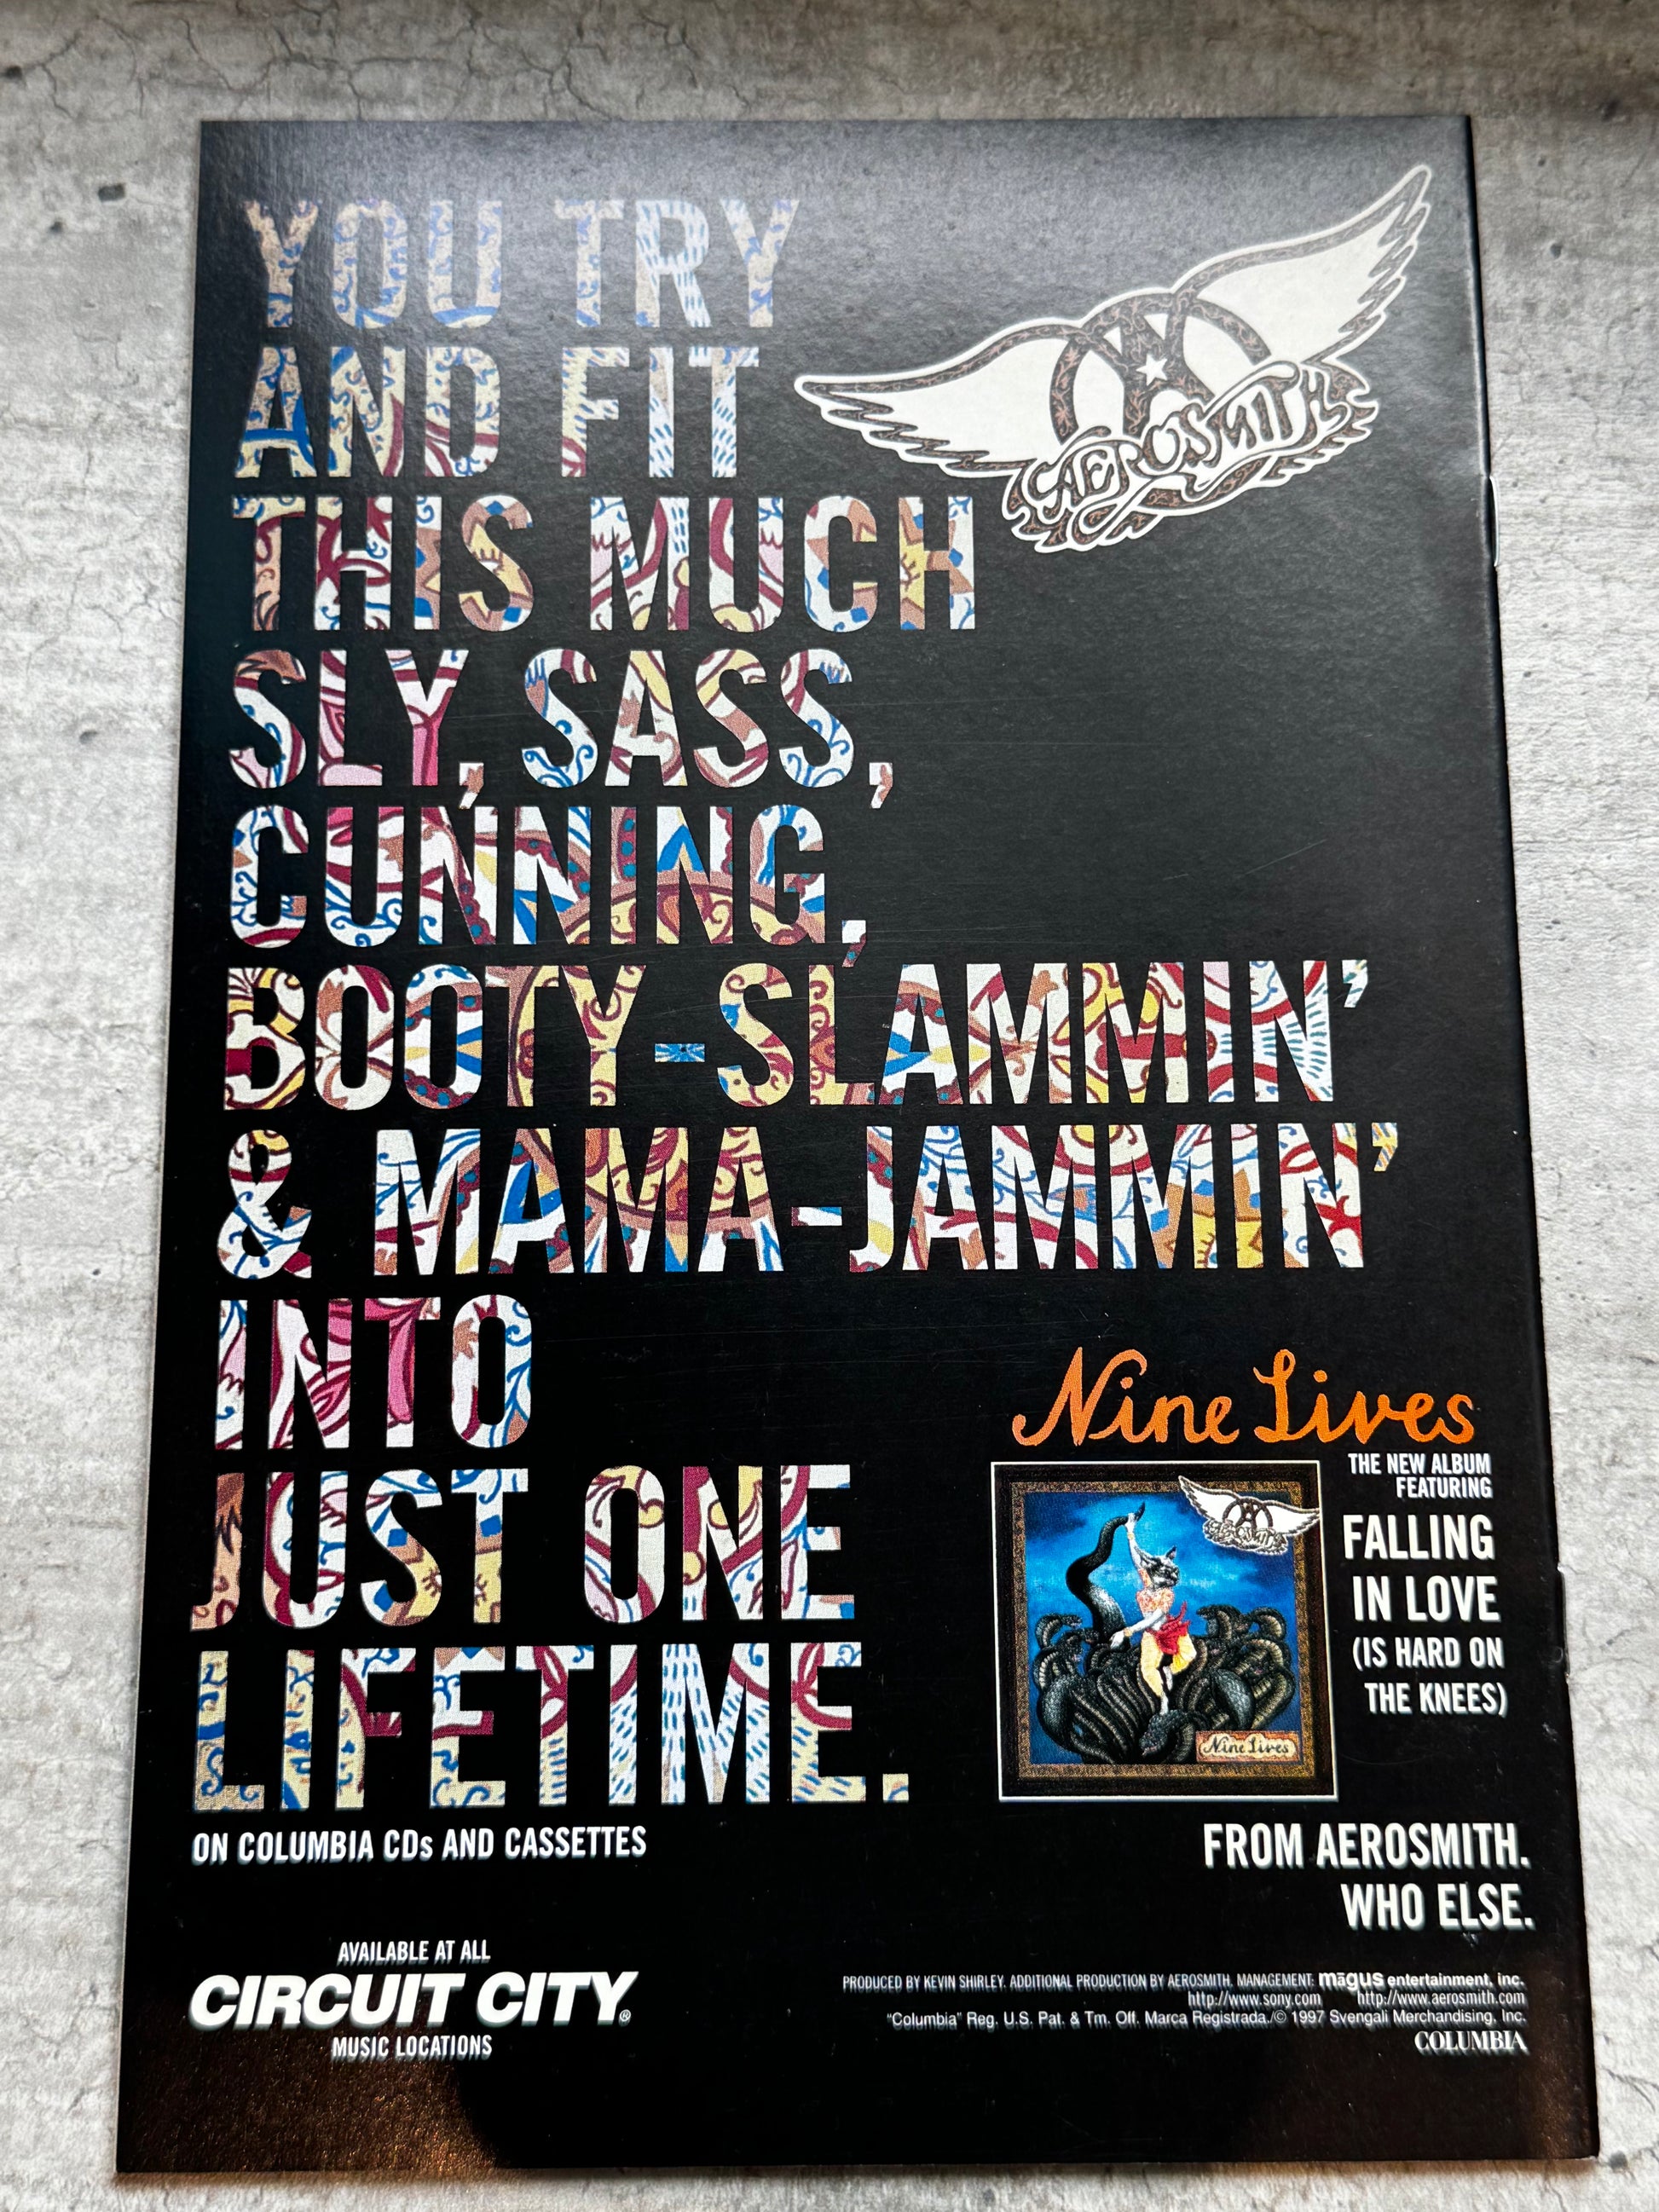 YOU TRY
AND FIT
THIS MUCH
SLY, SASS,
CUNNING,
BOOTY-SLAMMIN'
& MAMA-JAMMIN'
INTO
JUST ONE
LIFETIME.
AEROSMITH
Nine Lives
THE NEW ALBUM
FEATURING
FALLING
IN LOVE
(IS HARD ON
THE KNEES)
AEROSMITH
Nine Lives
ON COLUMBIA CDs AND CASSETTES
FROM AEROSMITH.
WHO ELSE.
AVAILABLE AT ALL
CIRCUIT CITY®
MUSIC LOCATIONS
PRODUCED BY KEVIN SHIRLEY. ADDITIONAL PRODUCTION BY AEROSMITH. MANAGEMENT: māgus entertainment, inc.
http://www.sony.com http://www.aerosmith.com
"Columbia" Reg. U.S. Pat. & Tm. Off. Marca Registrada./© 1997 Svengali Merchandising, Inc.
COLUMBIA